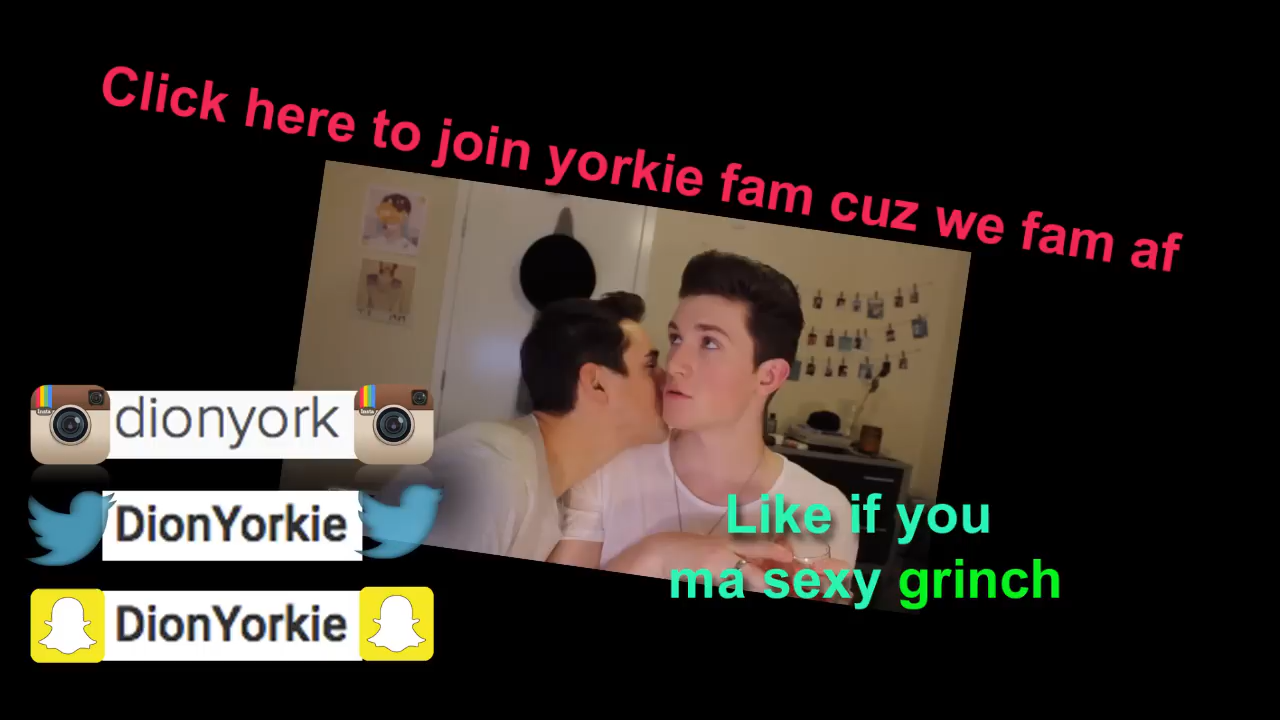 Click here to join yorkie fam cuz we fam af
dionyork
DionYorkie
Like if you
ma sexy grinch
DionYorkie